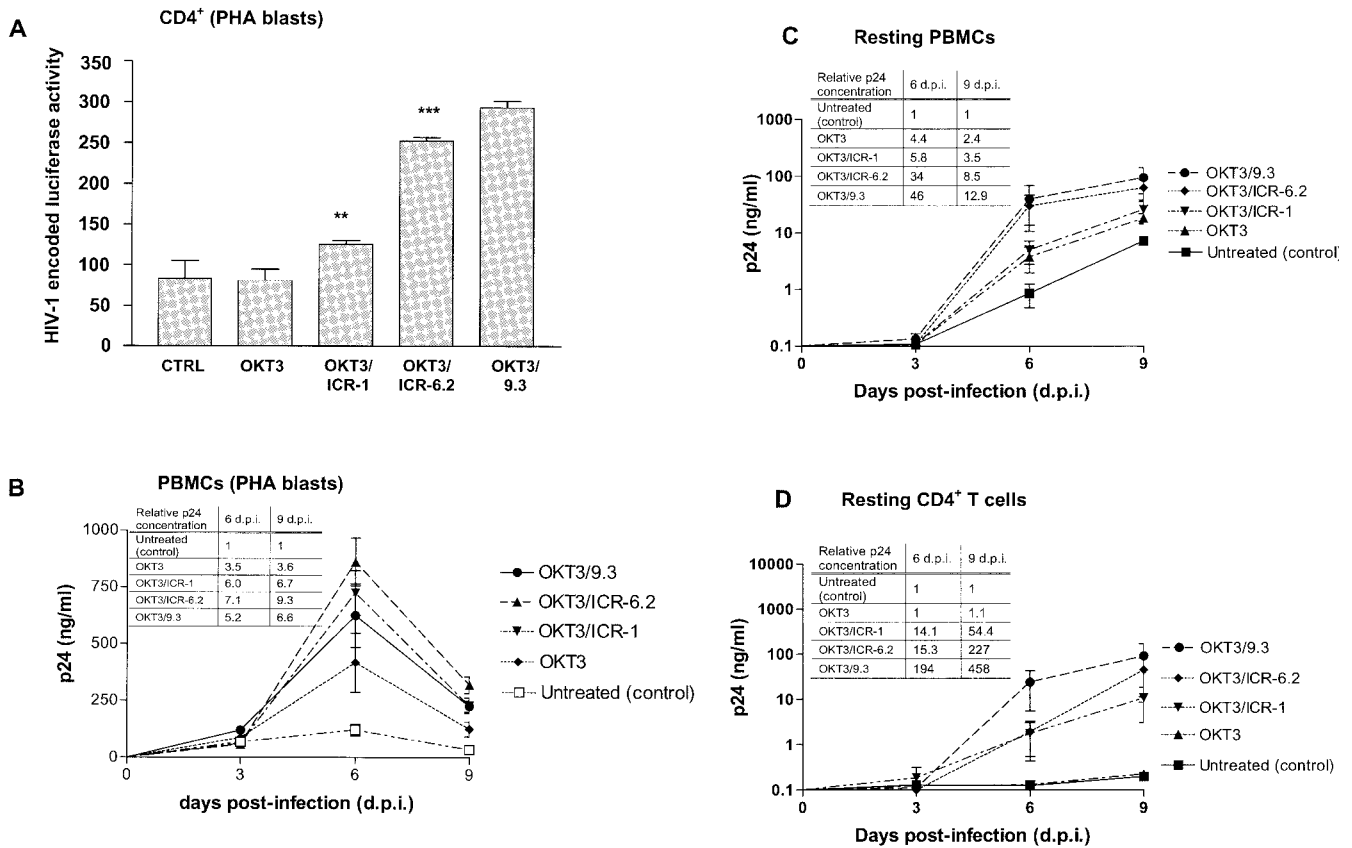 A
CD4+ (PHA blasts)
HIV-1 encoded luciferase activity
350
300
250
200
150
100
50
0
**
***
CTRL
OKT3
OKT3/
ICR-1
OKT3/
ICR-6.2
OKT3/
9.3
B
PBMCs (PHA blasts)
Relative p24
concentration
6 d.p.i.
9 d.p.i.
Untreated
(control)
1
1
OKT3
3.5
3.6
OKT3/ICR-1
6.0
6.7
OKT3/ICR-6.2
7.1
9.3
OKT3/9.3
5.2
6.6
p24 (ng/ml)
1000
750
500
250
0
0
3
6
9
days post-infection (d.p.i.)
OKT3/9.3
OKT3/ICR-6.2
OKT3/ICR-1
OKT3
Untreated (control)
C
Resting PBMCs
Relative p24
concentration
6 d.p.i.
9 d.p.i.
Untreated
(control)
1
1
OKT3
4.4
2.4
OKT3/ICR-1
5.8
3.5
OKT3/ICR-6.2
34
8.5
OKT3/9.3
46
12.9
p24 (ng/ml)
1000
100
10
1
0.1
0
3
6
9
Days post-infection (d.p.i.)
OKT3/9.3
OKT3/ICR-6.2
OKT3/ICR-1
OKT3
Untreated (control)
D
Resting CD4+ T cells
Relative p24
concentration
6 d.p.i.
9 d.p.i.
Untreated
(control)
1
1
OKT3
1
1.1
OKT3/ICR-1
14.1
54.4
OKT3/ICR-6.2
15.3
227
OKT3/9.3
194
458
p24 (ng/ml)
10000
1000
100
10
1
0.1
0
3
6
9
Days post-infection (d.p.i.)
OKT3/9.3
OKT3/ICR-6.2
OKT3/ICR-1
OKT3
Untreated (control)